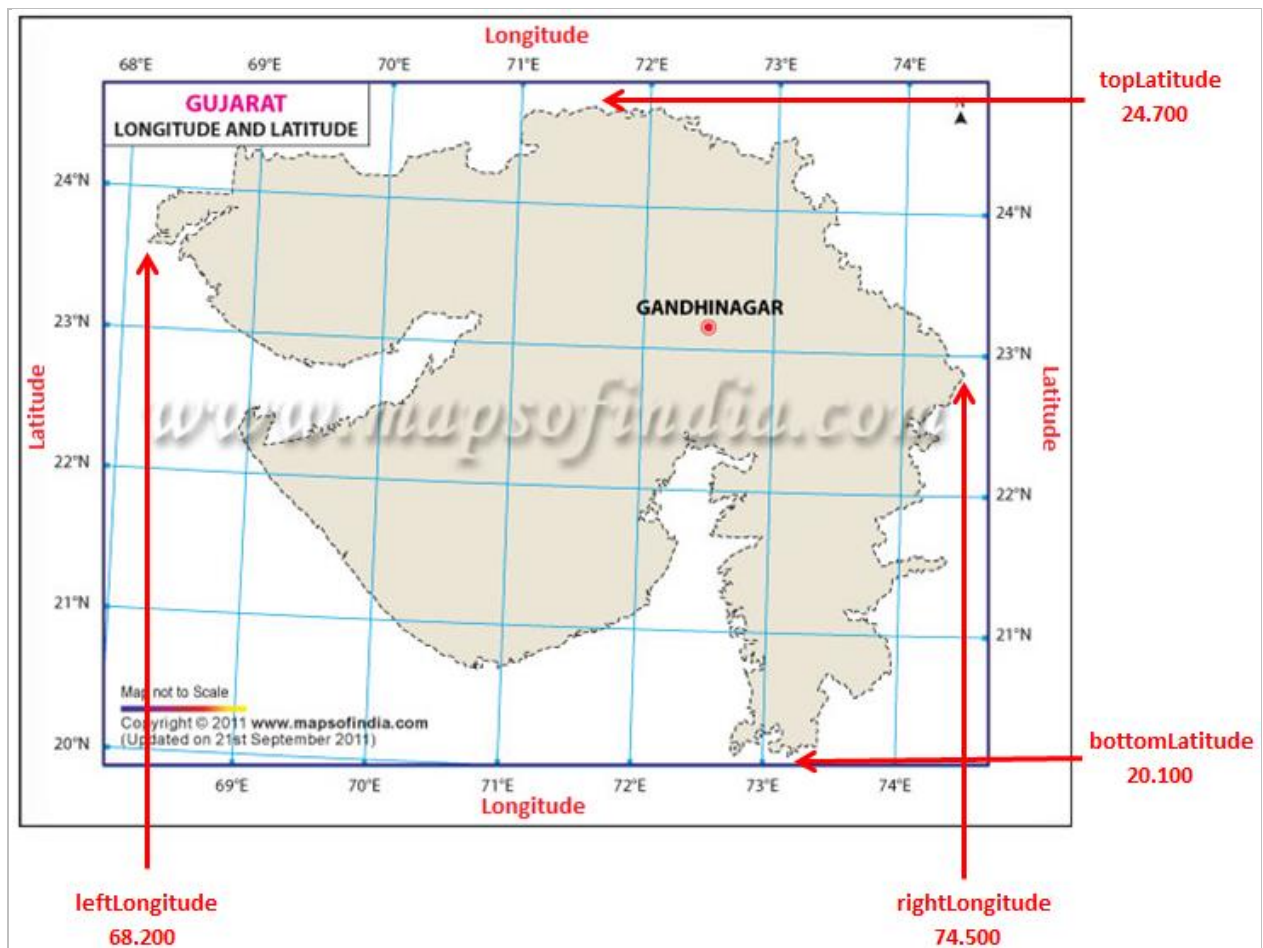 Longitude
68°E 69°E 70°E 71°E 72°E 73°E 74°E
topLatitude
24.700
GUJARAT
LONGITUDE AND LATITUDE
24°N
24°N
GANDHINAGAR
23°N
23°N
Latitude
Latitude
www.mapsofindia.com
22°N
22°N
21°N
21°N
Map not to Scale
Copyright © 2011 www.mapsofindia.com
(Updated on 21st September 2011)
20°N
bottomLatitude
20.100
69°E 70°E 71°E 72°E 73°E 74°E
Longitude
leftLongitude
68.200
rightLongitude
74.500